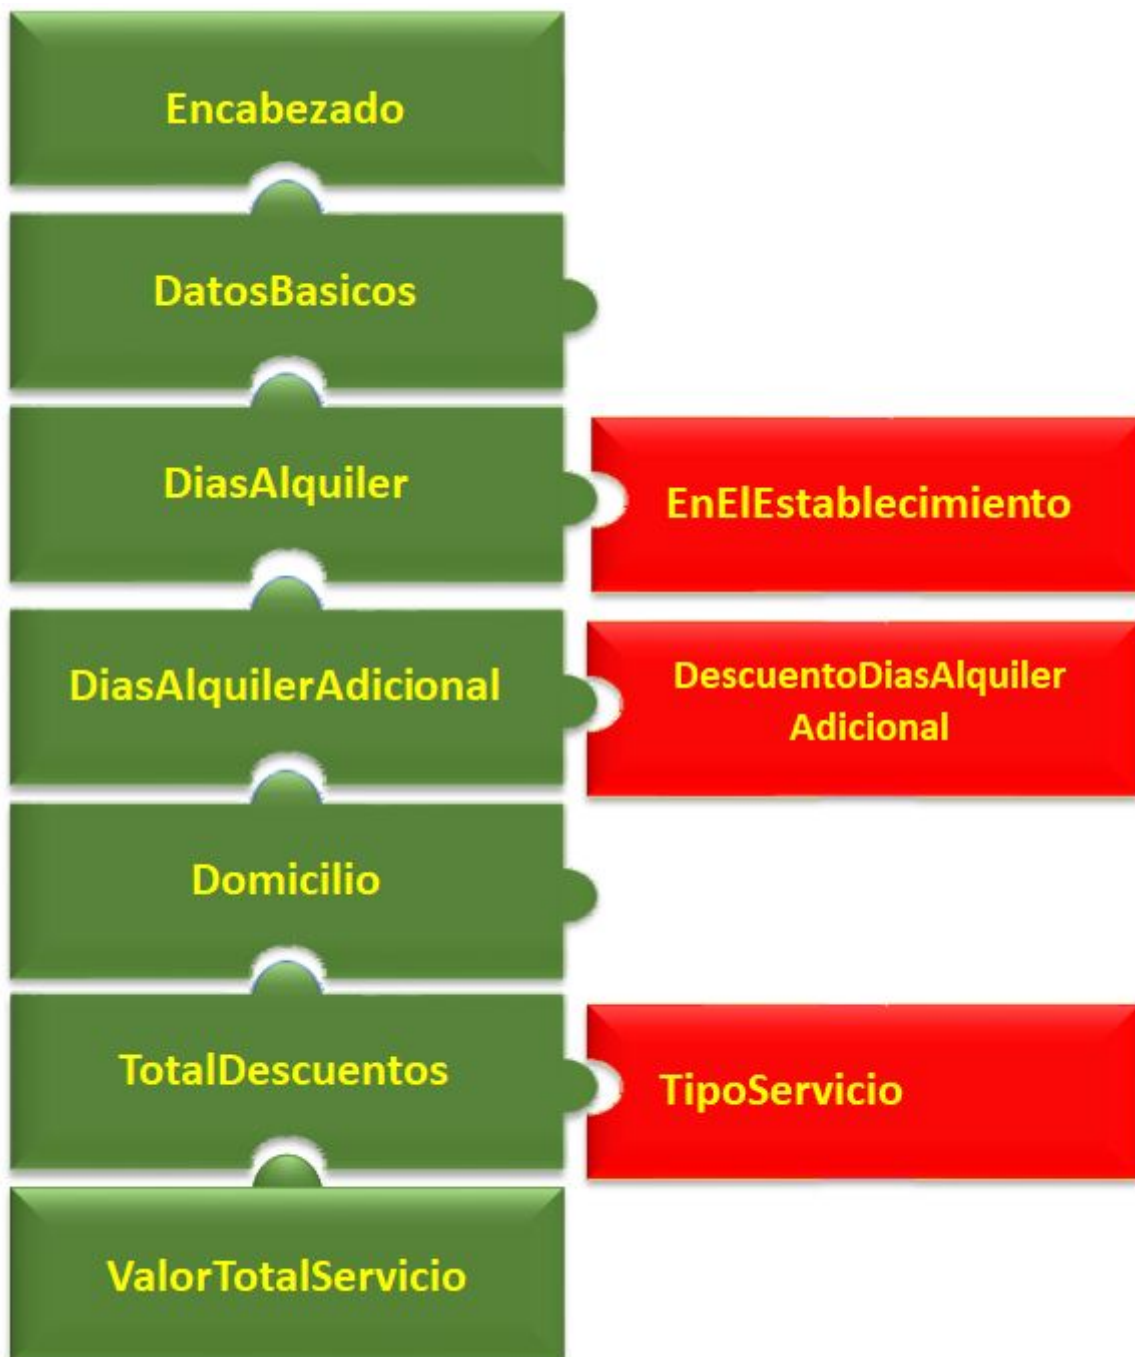 Encabezado
DatosBasicos
DiasAlquiler
EnElEstablecimiento
DiasAlquilerAdicional
DescuentoDiasAlquiler
Adicional
Domicilio
TotalDescuentos
TipoServicio
ValorTotalServicio